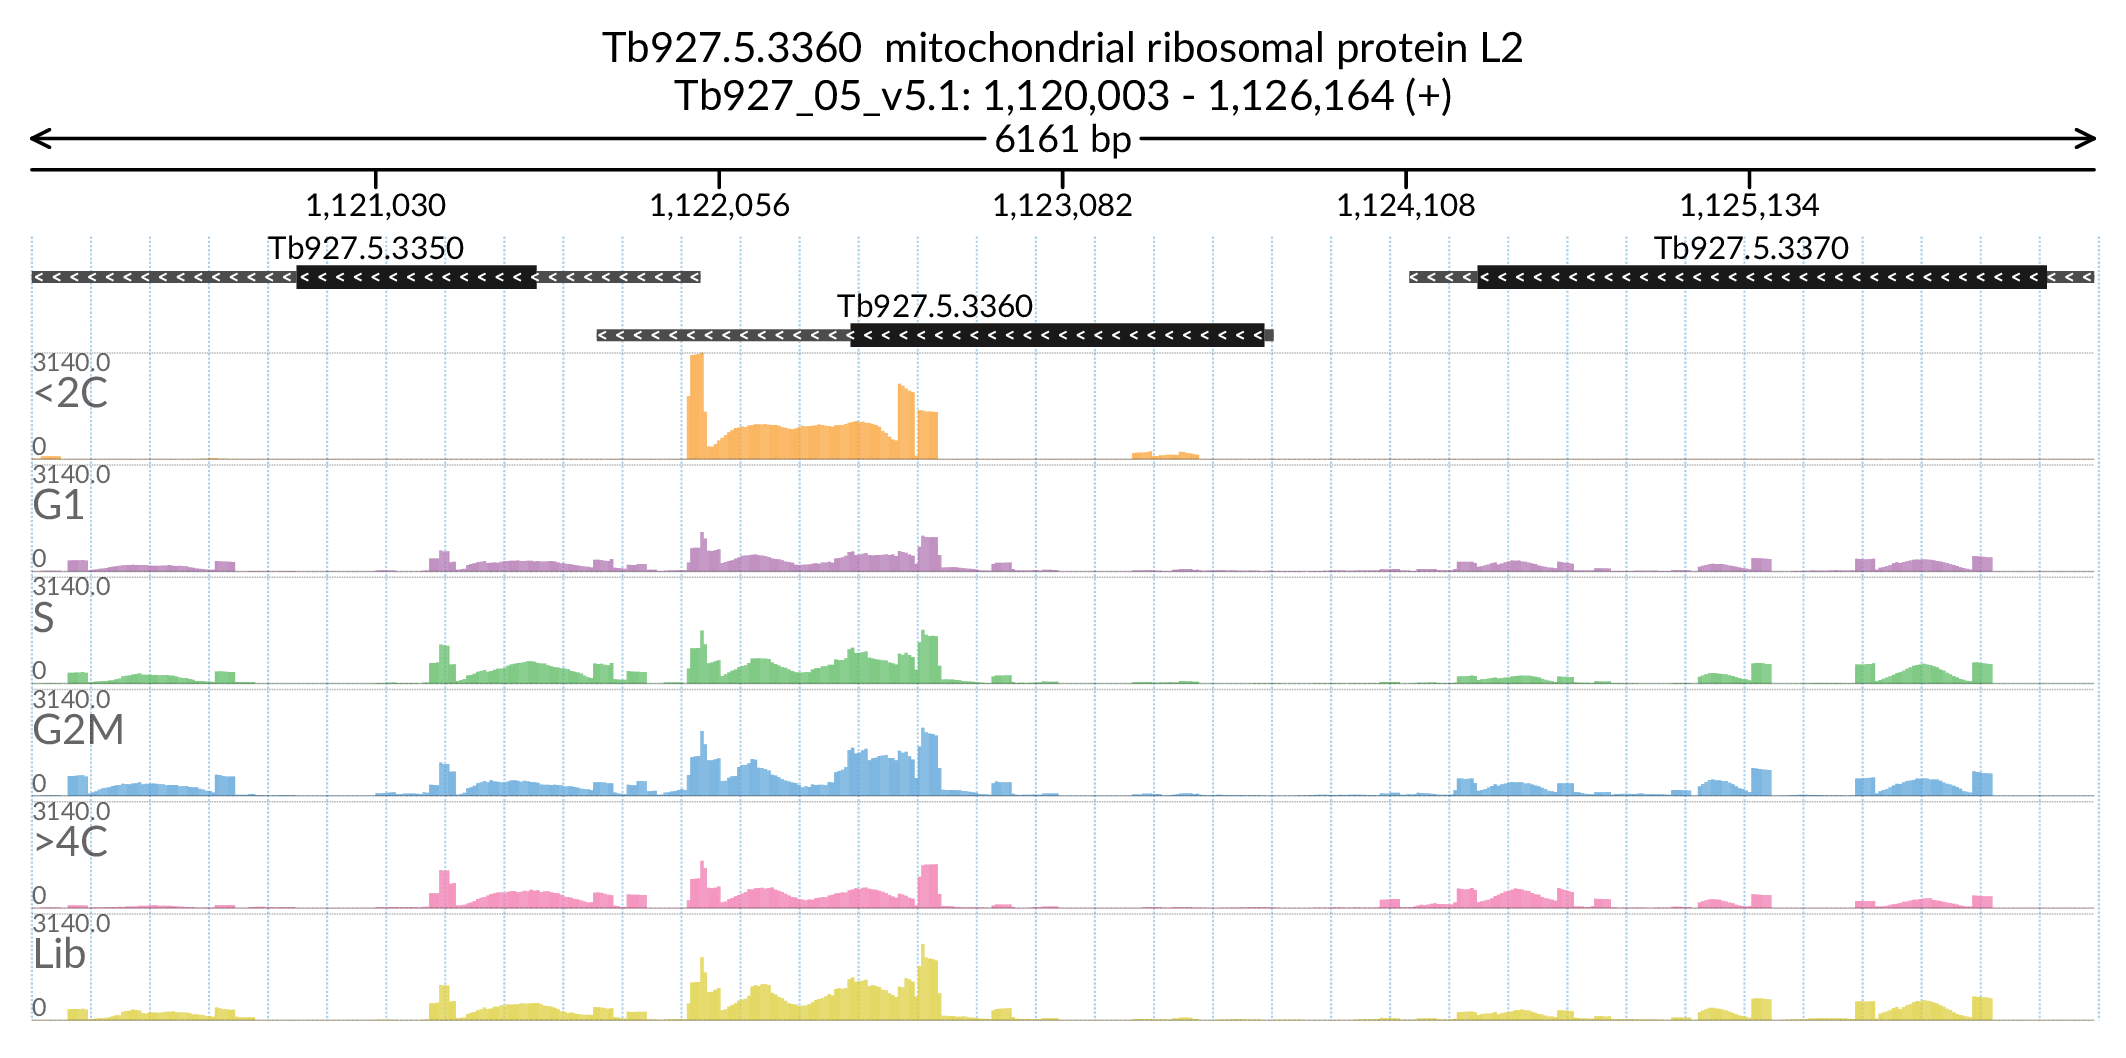 Tb927.5.3360  mitochondrial ribosomal protein L2
Tb927_05_v5.1: 1,120,003 - 1,126,164 (+)
6161 bp
1,121,030 1,122,056 1,123,082 1,124,108 1,125,134
Tb927.5.3350 Tb927.5.3370
Tb927.5.3360
3140.0
<2C
0
3140.0
G1
0
3140.0
S
0
3140.0
G2M
0
3140.0
>4C
0
3140.0
Lib
0